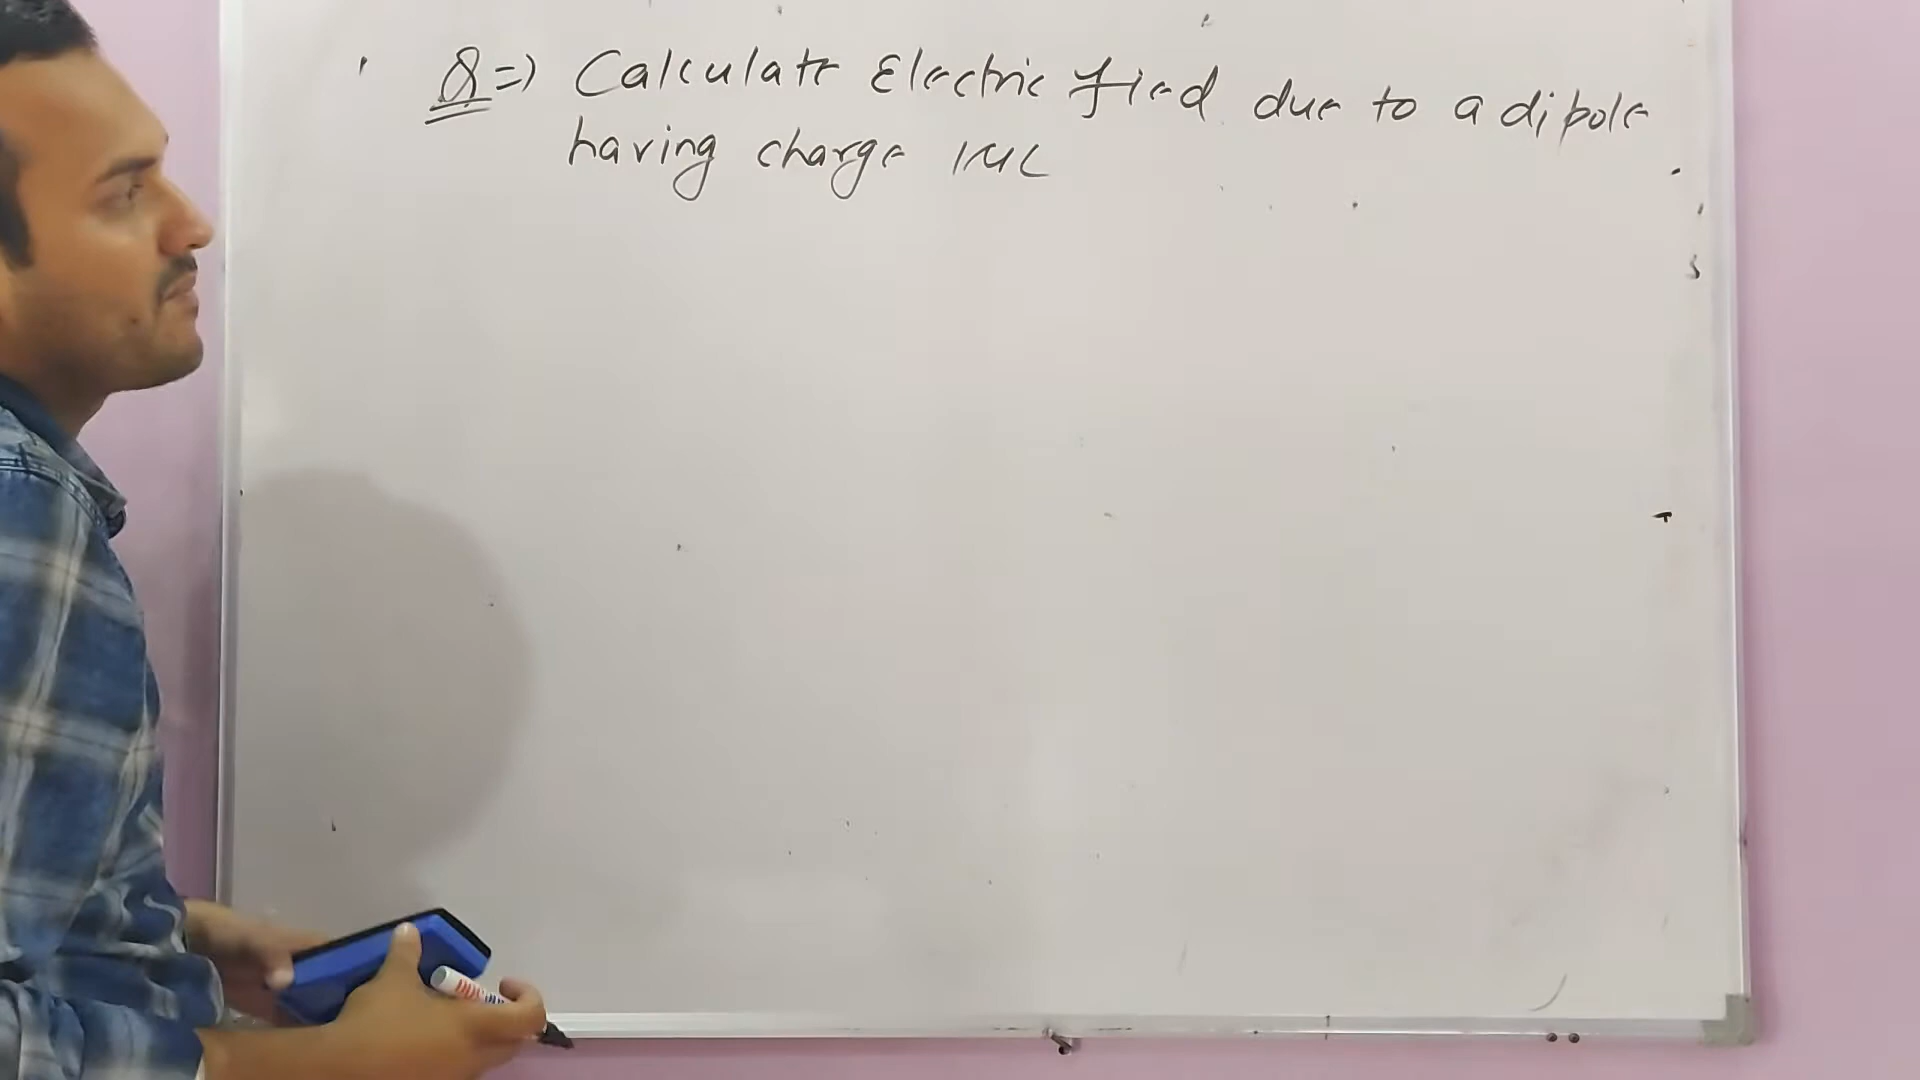 Q=) Calculate Electric field due to a dipole
having charge 1μC